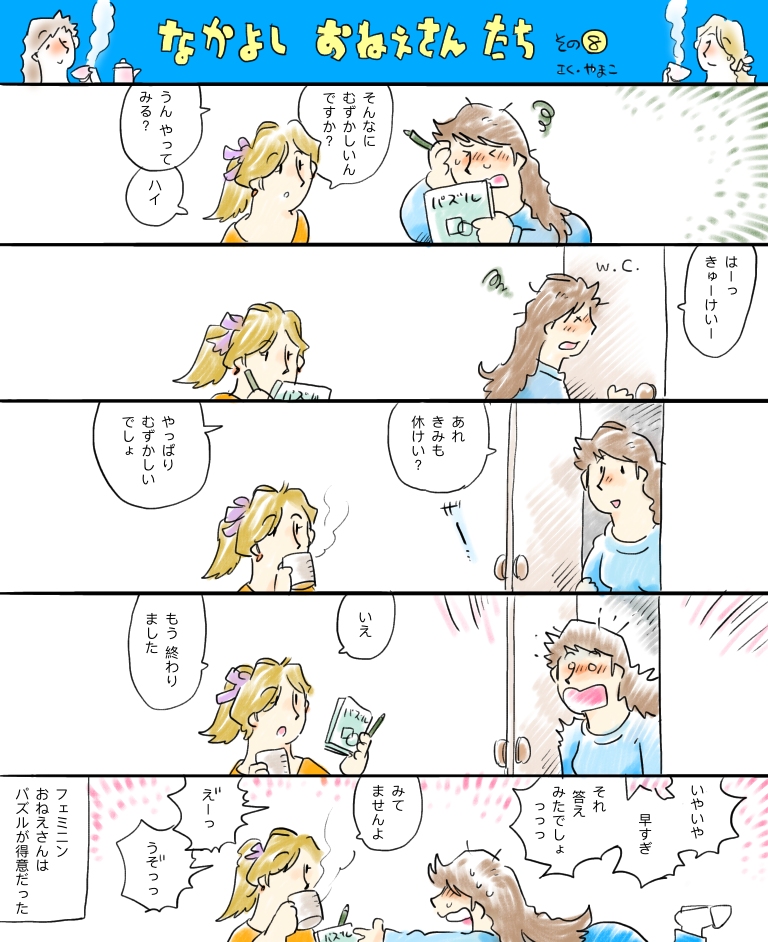 なかよし おねえさん たち その8
さく・やまこ
そんなに
むずかしいん
ですか？
うん やって
みる？
ハイ
パズル
はーっ
きゅーけいー
W.C.
パズル
あれ
きみも
休けい？
ザー…
やっぱり
むずかしい
でしょ
いえ
もう 終わり
ました
パズル
いやいや
早すぎ
それ
答え
みたでしょ
っっっ
みて
ませんよ
えーっ
うぞっっ
パズル
フェミニン
おねえさんは
パズルが得意だった